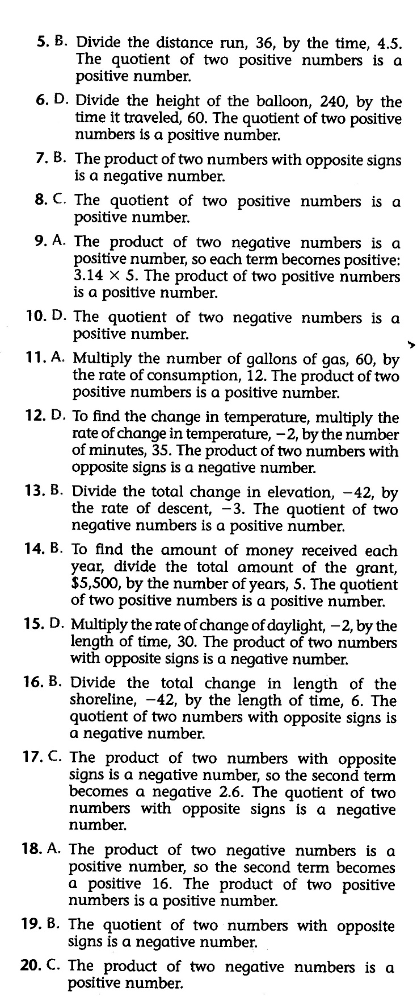 5. B. Divide the distance run, 36, by the time, 4.5.
The quotient of two positive numbers is a
positive number.
6. D. Divide the height of the balloon, 240, by the
time it traveled, 60. The quotient of two positive
numbers is a positive number.
7. B. The product of two numbers with opposite signs
is a negative number.
8. C. The quotient of two positive numbers is a
positive number.
9. A. The product of two negative numbers is a
positive number, so each term becomes positive:
3.14 × 5. The product of two positive numbers
is a positive number.
10. D. The quotient of two negative numbers is a
positive number.
11. A. Multiply the number of gallons of gas, 60, by
the rate of consumption, 12. The product of two
positive numbers is a positive number.
12. D. To find the change in temperature, multiply the
rate of change in temperature, −2, by the number
of minutes, 35. The product of two numbers with
opposite signs is a negative number.
13. B. Divide the total change in elevation, −42, by
the rate of descent, −3. The quotient of two
negative numbers is a positive number.
14. B. To find the amount of money received each
year, divide the total amount of the grant,
$5,500, by the number of years, 5. The quotient
of two positive numbers is a positive number.
15. D. Multiply the rate of change of daylight, −2, by the
length of time, 30. The product of two numbers
with opposite signs is a negative number.
16. B. Divide the total change in length of the
shoreline, −42, by the length of time, 6. The
quotient of two numbers with opposite signs is
a negative number.
17. C. The product of two numbers with opposite
signs is a negative number, so the second term
becomes a negative 2.6. The quotient of two
numbers with opposite signs is a negative
number.
18. A. The product of two negative numbers is a
positive number, so the second term becomes
a positive 16. The product of two positive
numbers is a positive number.
19. B. The quotient of two numbers with opposite
signs is a negative number.
20. C. The product of two negative numbers is a
positive number.